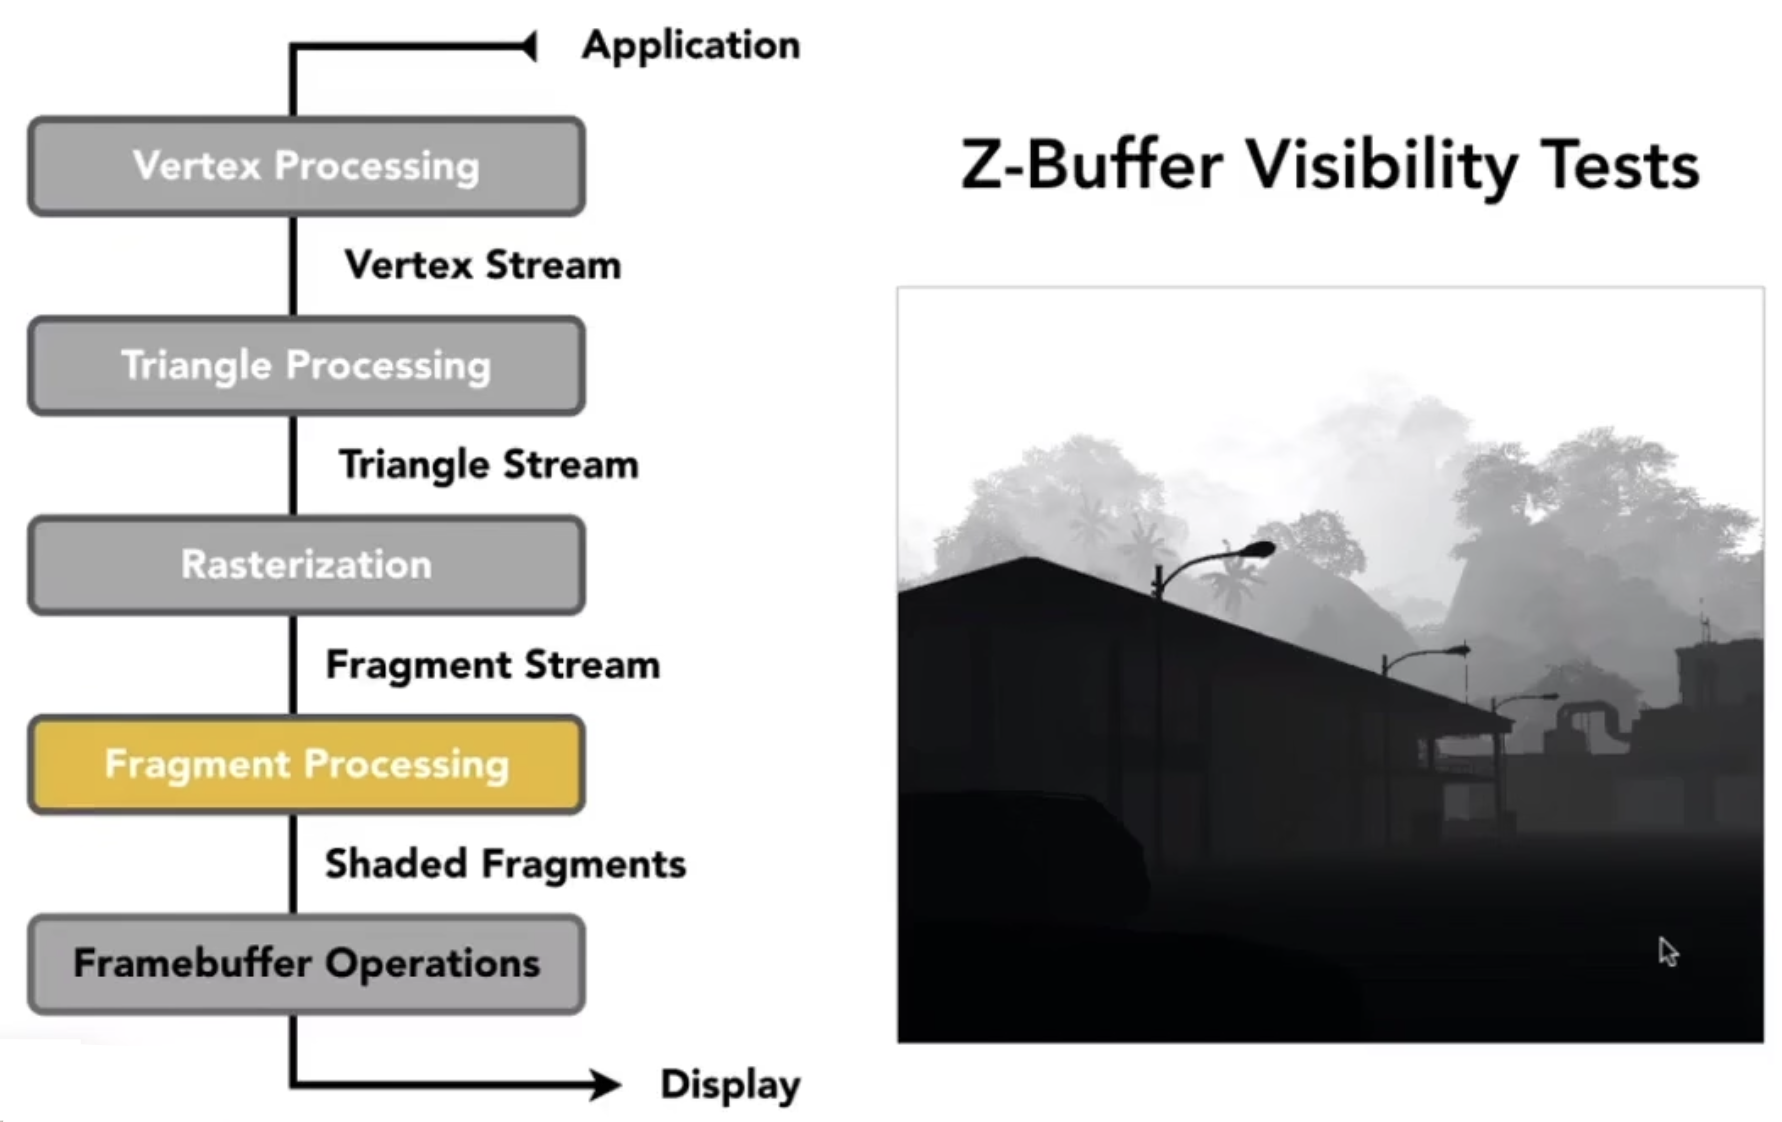 Application
Vertex Processing
Vertex Stream
Triangle Processing
Triangle Stream
Rasterization
Fragment Stream
Fragment Processing
Shaded Fragments
Framebuffer Operations
Display
Z-Buffer Visibility Tests